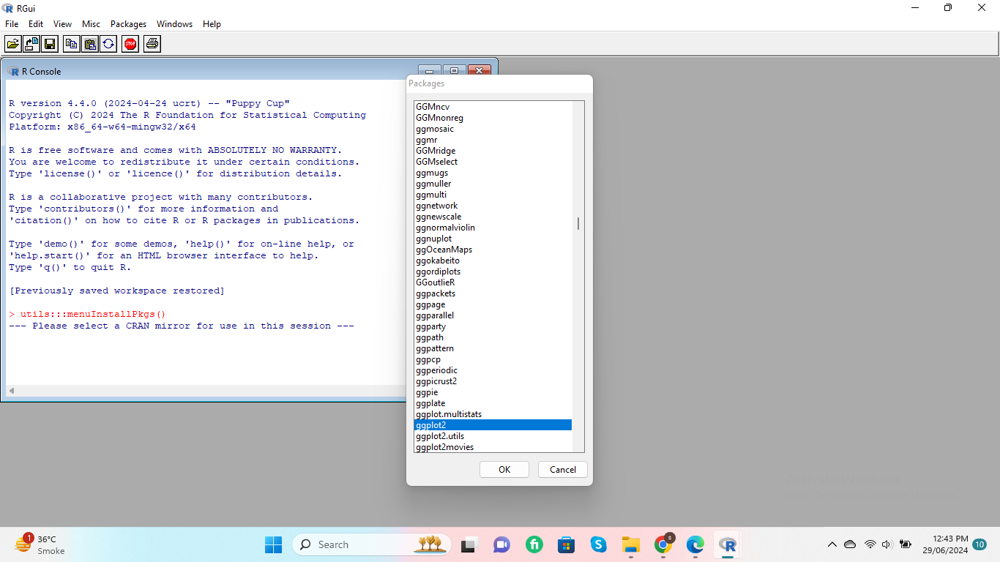 RGui
File Edit View Misc Packages Windows Help
STOP
R Console
R version 4.4.0 (2024-04-24 ucrt) -- "Puppy Cup"
Copyright (C) 2024 The R Foundation for Statistical Computing
Platform: x86_64-w64-mingw32/x64
R is free software and comes with ABSOLUTELY NO WARRANTY.
You are welcome to redistribute it under certain conditions.
Type 'license()' or 'licence()' for distribution details.
R is a collaborative project with many contributors.
Type 'contributors()' for more information and
'citation()' on how to cite R or R packages in publications.
Type 'demo()' for some demos, 'help()' for on-line help, or
'help.start()' for an HTML browser interface to help.
Type 'q()' to quit R.
[Previously saved workspace restored]
> utils:::menuInstallPkgs()
--- Please select a CRAN mirror for use in this session ---
Packages
GGMncv
GGMnonreg
ggmosaic
ggmr
GGMridge
GGMselect
ggmugs
ggmuller
ggmulti
ggnetwork
ggnewscale
ggnormalviolin
ggnuplot
ggOceanMaps
ggokabeito
ggordiplots
GGoutlieR
ggpackets
ggpage
ggparallel
ggparty
ggpath
ggpattern
ggpcp
ggperiodic
ggpicrust2
ggpie
ggplate
ggplot.multistats
ggplot2
ggplot2.utils
ggplot2movies
OK Cancel
1
36°C
Smoke
Search
fi
S
s
R
12:43 PM
29/06/2024
10